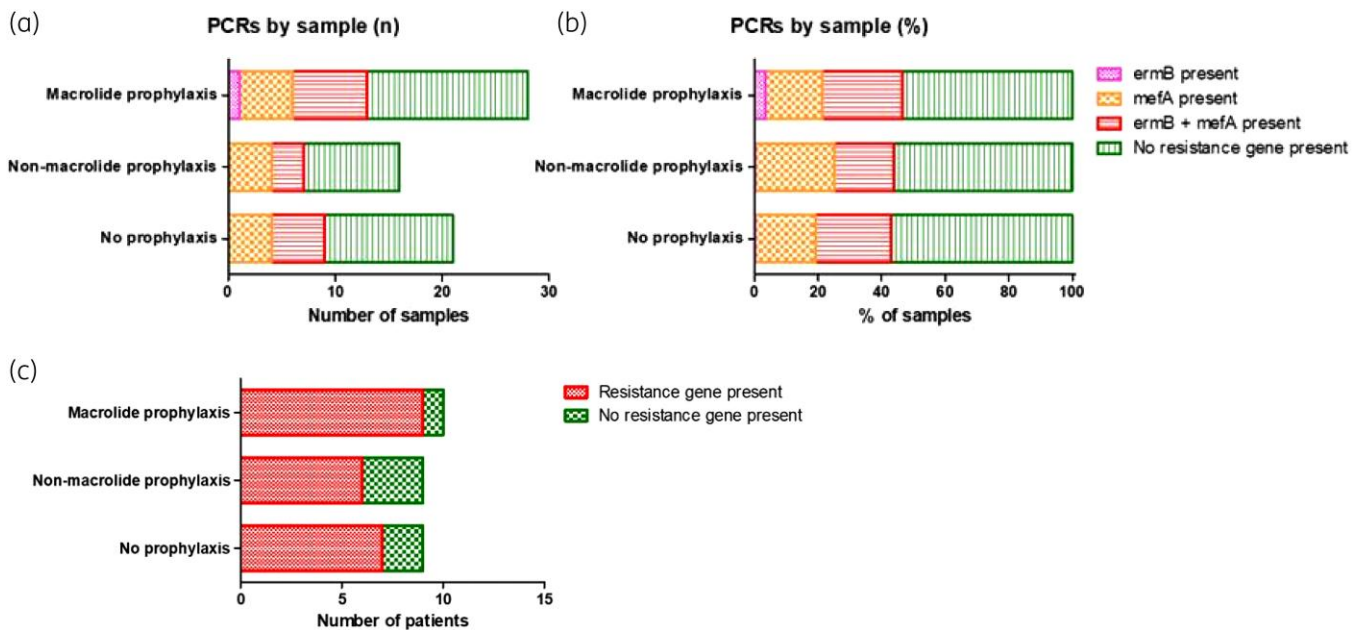 (a)
PCRs by sample (n)
Macrolide prophylaxis
Non-macrolide prophylaxis
No prophylaxis
0 10 20 30
Number of samples
(b)
PCRs by sample (%)
Macrolide prophylaxis
Non-macrolide prophylaxis
No prophylaxis
0 20 40 60 80 100
% of samples
ermB present
mefA present
ermB + mefA present
No resistance gene present
(c)
Macrolide prophylaxis
Non-macrolide prophylaxis
No prophylaxis
0 5 10 15
Number of patients
Resistance gene present
No resistance gene present